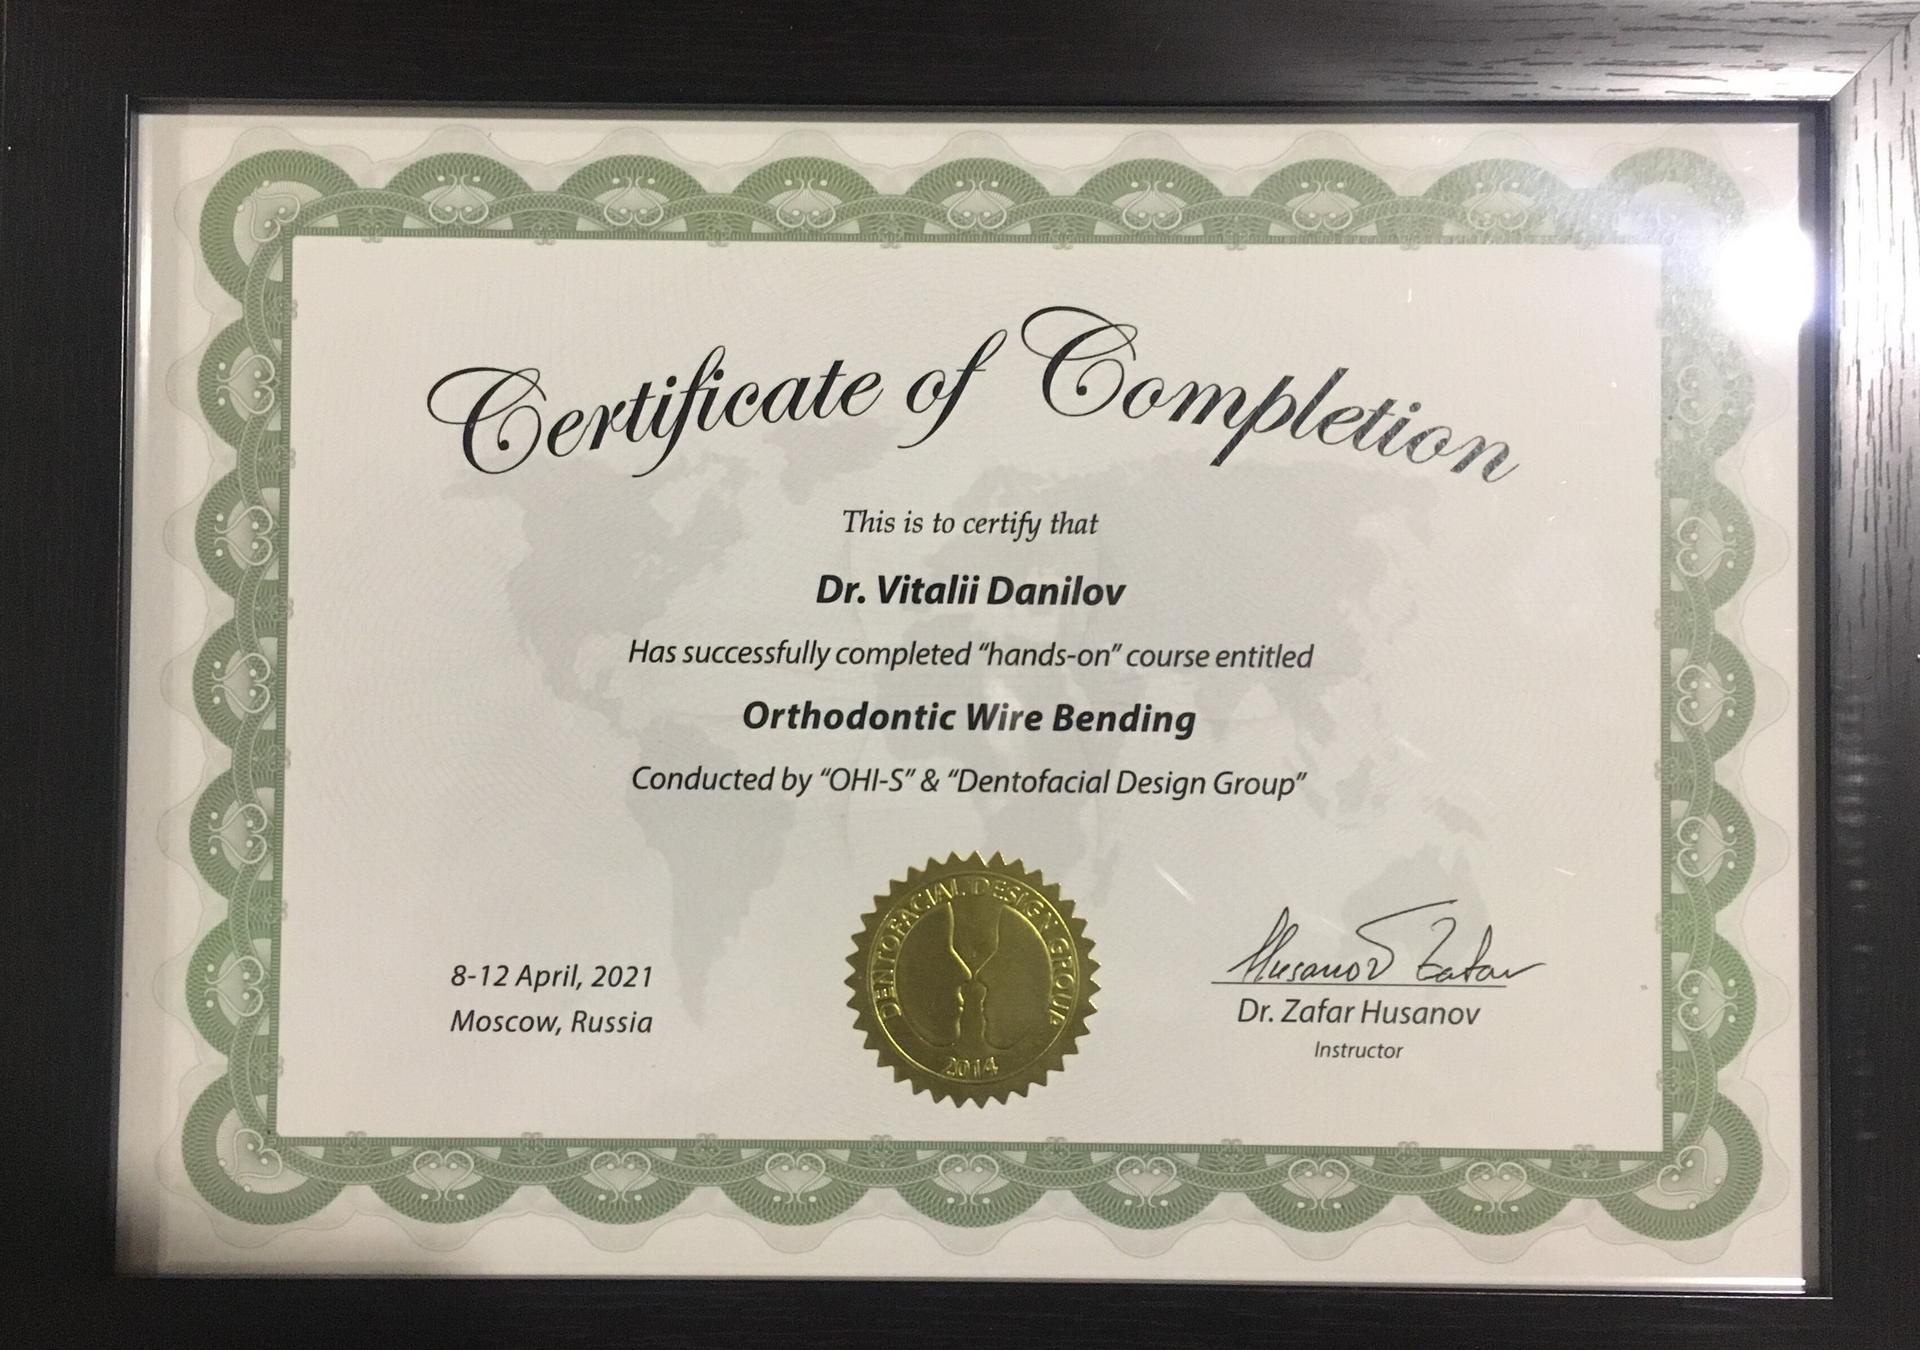 Certificate of Completion
This is to certify that
Dr. Vitalii Danilov
Has successfully completed “hands-on” course entitled
Orthodontic Wire Bending
Conducted by “OHI-S” & “Dentofacial Design Group”
DENTOFACIAL DESIGN GROUP
2014
8-12 April, 2021
Moscow, Russia
Husanov Zafar
Dr. Zafar Husanov
Instructor